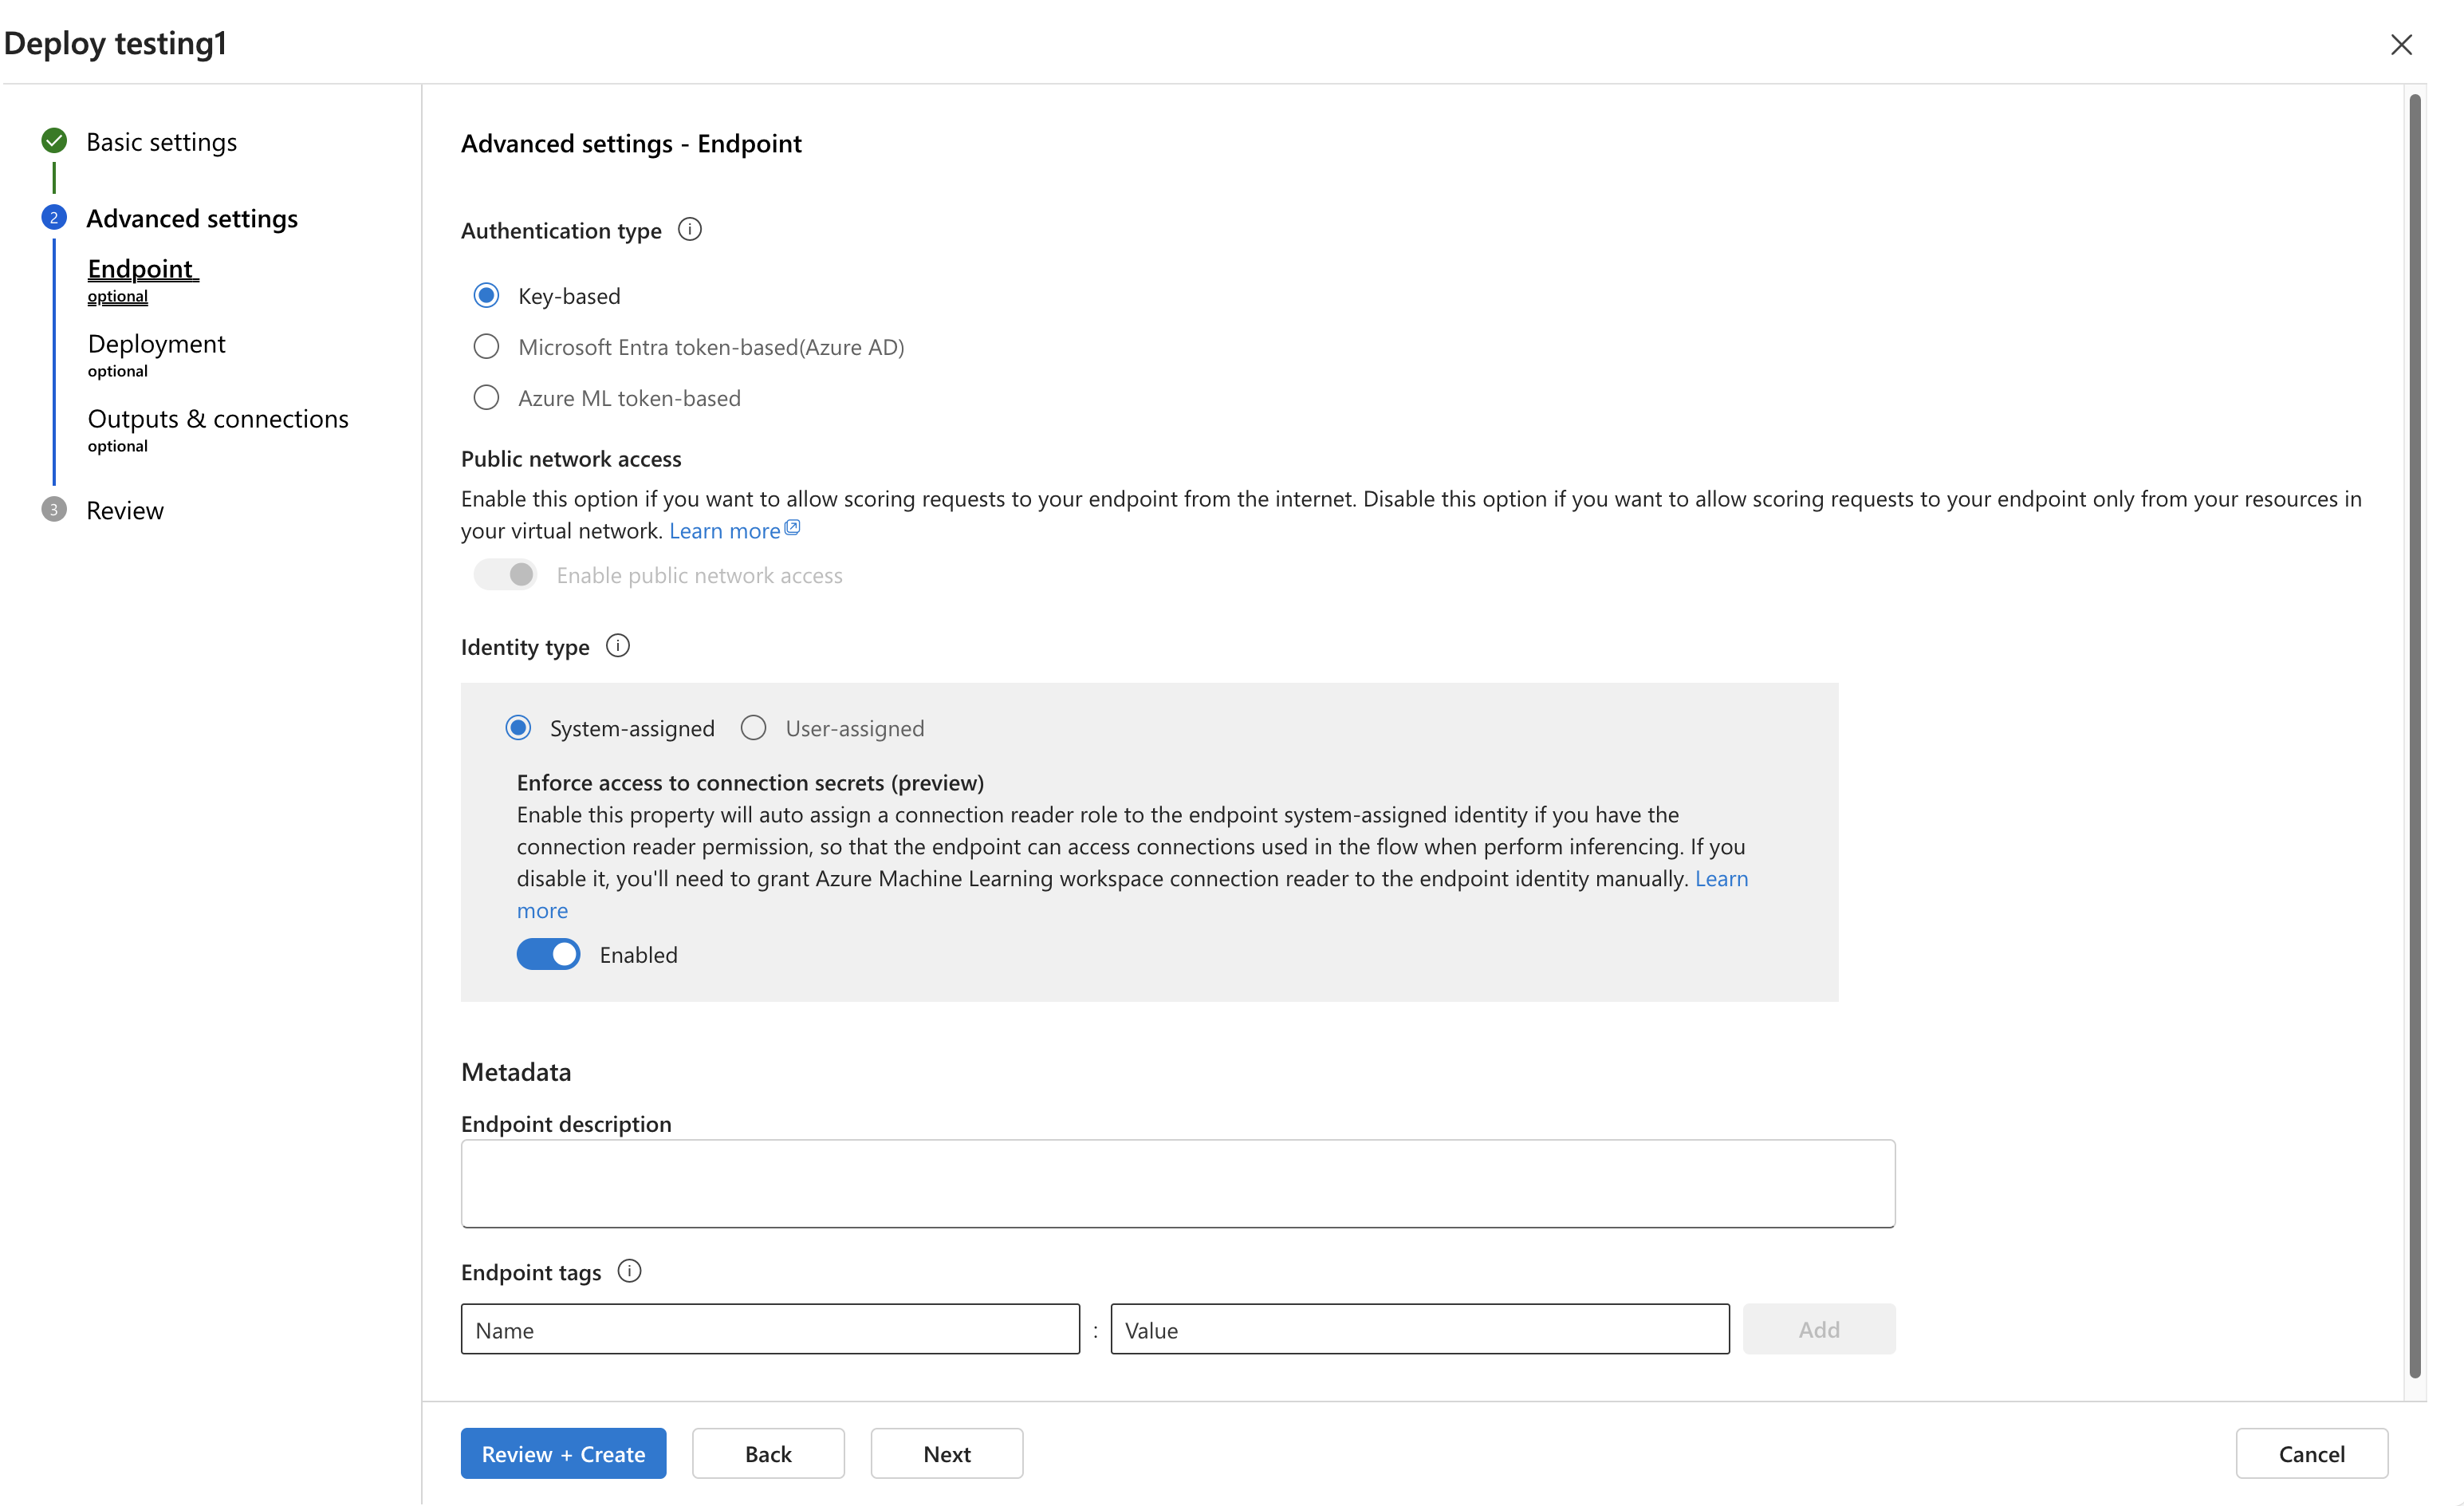 Deploy testing1
Basic settings
2
Advanced settings
Endpoint
optional
Deployment
optional
Outputs & connections
optional
3
Review
Advanced settings - Endpoint
Authentication type
Key-based
Microsoft Entra token-based(Azure AD)
Azure ML token-based
Public network access
Enable this option if you want to allow scoring requests to your endpoint from the internet. Disable this option if you want to allow scoring requests to your endpoint only from your resources in
your virtual network. Learn more
Enable public network access
Identity type
System-assigned User-assigned
Enforce access to connection secrets (preview)
Enable this property will auto assign a connection reader role to the endpoint system-assigned identity if you have the
connection reader permission, so that the endpoint can access connections used in the flow when perform inferencing. If you
disable it, you'll need to grant Azure Machine Learning workspace connection reader to the endpoint identity manually. Learn
more
Enabled
Metadata
Endpoint description
Endpoint tags
Name : Value Add
Review + Create Back Next Cancel